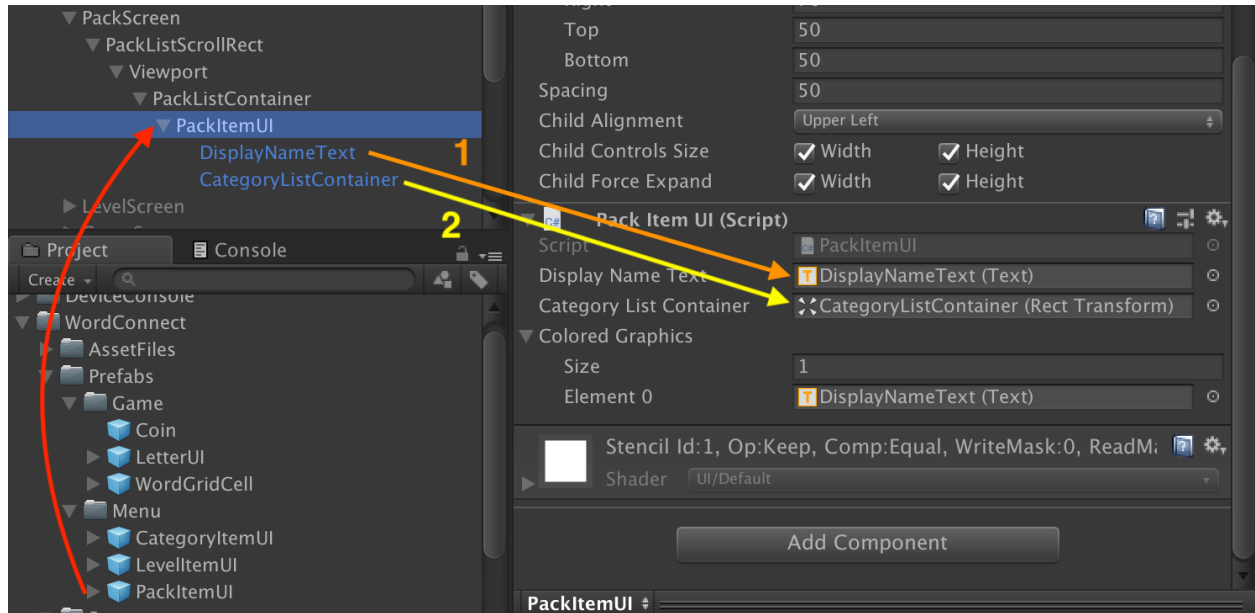 PackScreen
PackListScrollRect
Viewport
PackListContainer
PackItemUI
DisplayNameText
CategoryListContainer
LevelScreen
1
2
Project
Console
Create
DeviceConsole
WordConnect
AssetFiles
Prefabs
Game
Coin
LetterUI
WordGridCell
Menu
CategoryItemUI
LevelItemUI
PackItemUI
Top 50
Bottom 50
Spacing 50
Child Alignment Upper Left
Child Controls Size Width Height
Child Force Expand Width Height
C# Pack Item UI (Script)
Script PackItemUI
Display Name Text T DisplayNameText (Text)
Category List Container CategoryListContainer (Rect Transform)
Colored Graphics
Size 1
Element 0 T DisplayNameText (Text)
Stencil Id:1, Op:Keep, Comp:Equal, WriteMask:0, ReadMa
Shader UI/Default
Add Component
PackItemUI